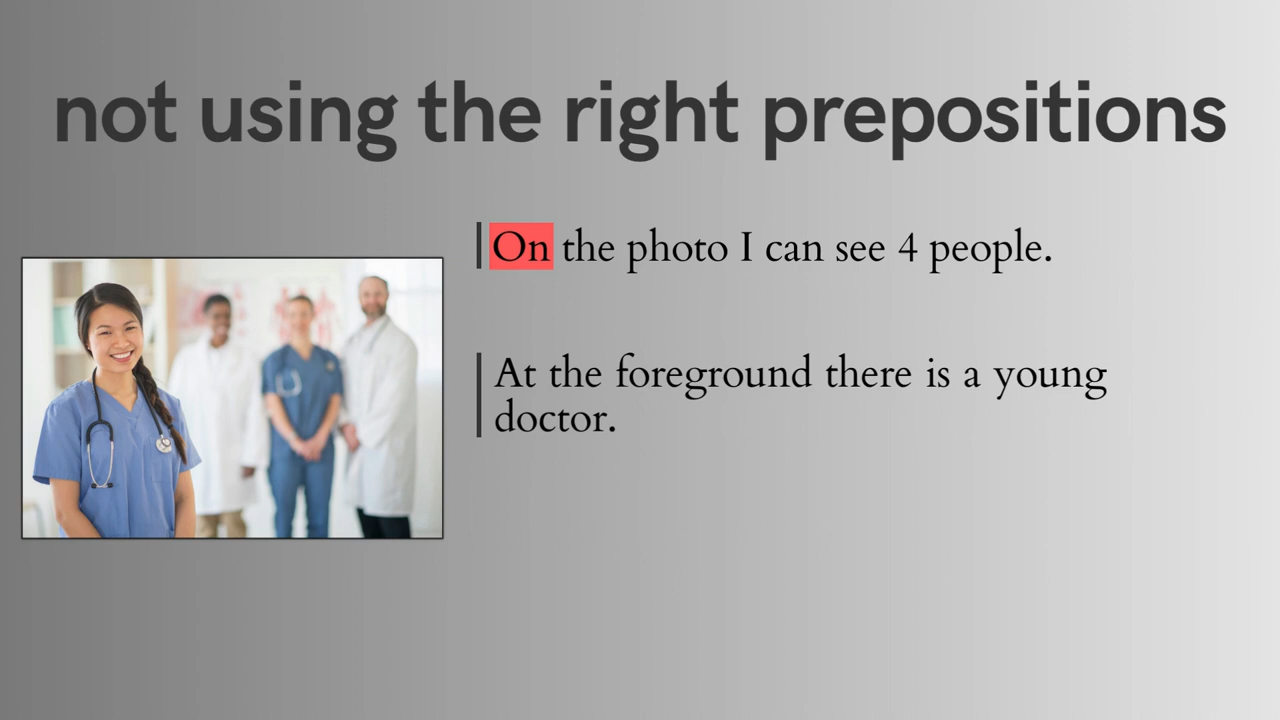 not using the right prepositions
On the photo I can see 4 people.
At the foreground there is a young
doctor.